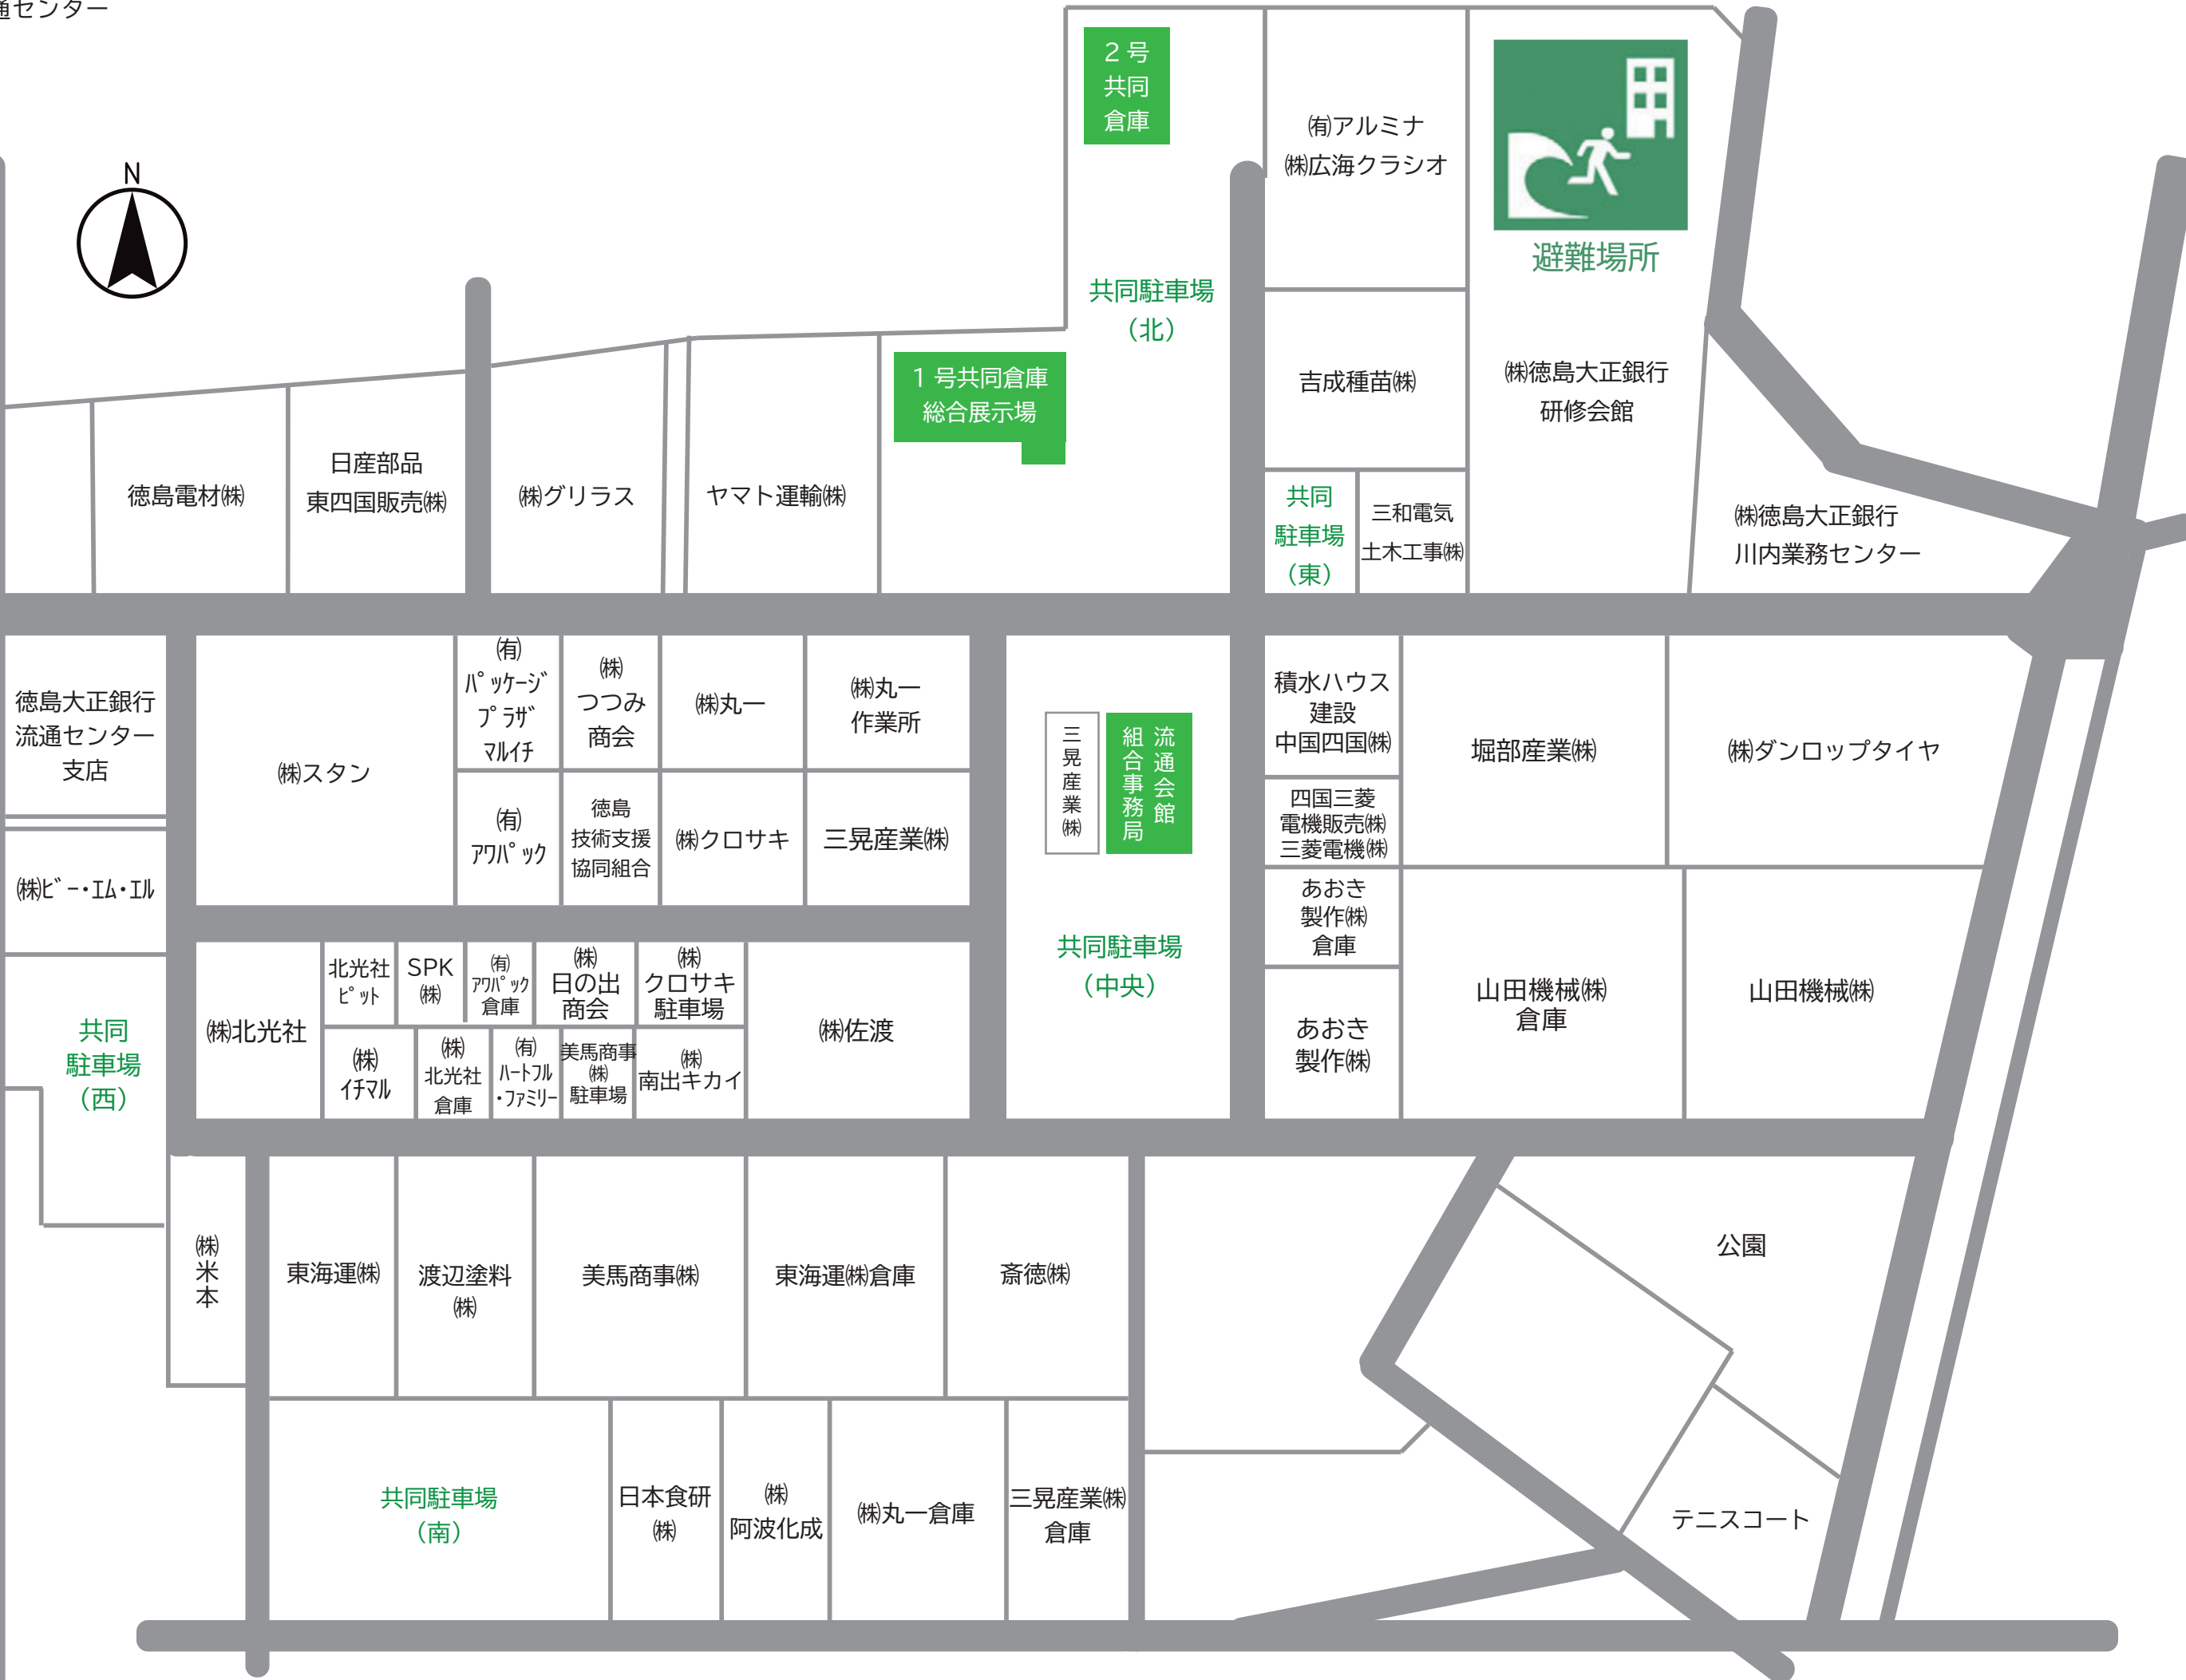 通センター
N
2号
共同
倉庫
㈲アルミナ
㈱広海クラシオ
避難場所
共同駐車場
（北）
1号共同倉庫
総合展示場
吉成種苗㈱
㈱徳島大正銀行
研修会館
徳島電材㈱
日産部品
東四国販売㈱
㈱グリラス
ヤマト運輸㈱
共同
駐車場
（東）
三和電気
土木工事㈱
㈱徳島大正銀行
川内業務センター
徳島大正銀行
流通センター
支店
㈱スタン
㈲
ﾊﾟｯｹｰｼﾞ
ﾌﾟﾗｻﾞ
ﾏﾙｲﾁ
㈱
つつみ
商会
㈱丸一
㈱丸一
作業所
三晃産業㈱
流通会館
組合事務局
積水ハウス
建設
中国四国㈱
堀部産業㈱
㈱ダンロップタイヤ
四国三菱
電機販売㈱
三菱電機㈱
㈱ﾋﾞｰ･ｴﾑ･ｴﾙ
㈲
ｱﾜﾊﾟｯｸ
徳島
技術支援
協同組合
㈱クロサキ
三晃産業㈱
あおき
製作㈱
倉庫
共同駐車場
（中央）
共同
駐車場
（西）
㈱北光社
北光社
ﾋﾟｯﾄ
SPK
㈱
㈲
ｱﾜﾊﾟｯｸ
倉庫
㈱
日の出
商会
㈱
クロサキ
駐車場
㈱佐渡
㈱
ｲﾁﾏﾙ
㈱
北光社
倉庫
㈲
ﾊｰﾄﾌﾙ
･ﾌｧﾐﾘｰ
美馬商事
㈱
駐車場
㈱
南出キカイ
あおき
製作㈱
山田機械㈱
倉庫
山田機械㈱
㈱米本
東海運㈱
渡辺塗料
㈱
美馬商事㈱
東海運㈱倉庫
斎徳㈱
公園
共同駐車場
（南）
日本食研
㈱
㈱
阿波化成
㈱丸一倉庫
三晃産業㈱
倉庫
テニスコート